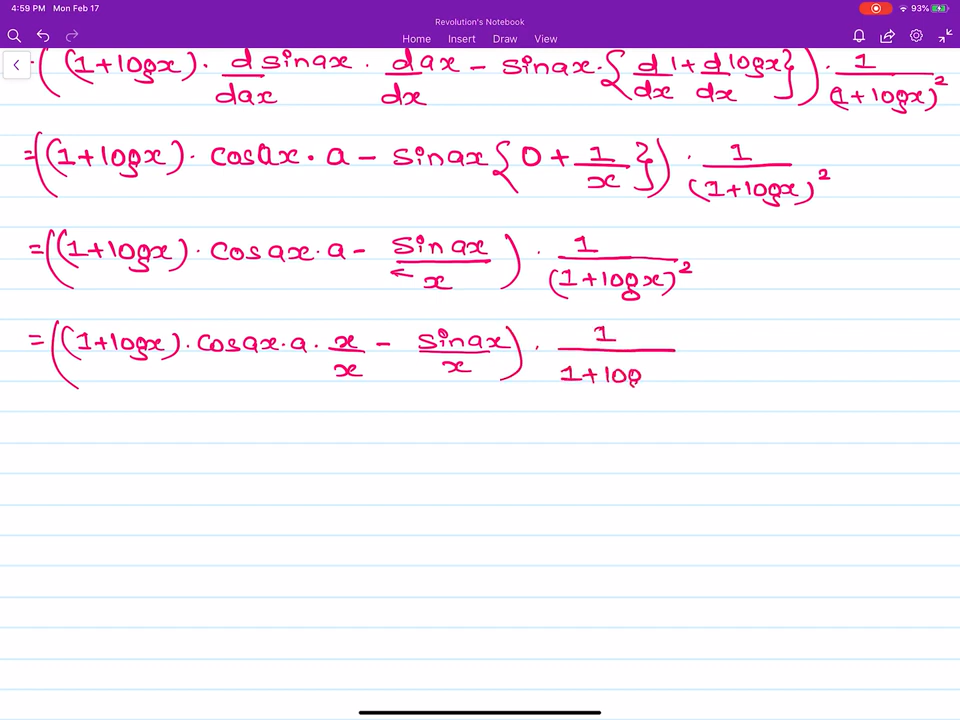 4:59 PM Mon Feb 17
93%
Revolution's Notebook
Home Insert Draw View
((1+logx) · d sinax/dax · dax/dx − sinax · {d1/dx + d logx/dx}) · 1/(1+logx)²
=((1+logx) · cosax · a − sinax {0 + 1/x}) · 1/(1+logx)²
=((1+logx) · cosax · a − sinax/x) · 1/(1+logx)²
=((1+logx) · cosax · a · x/x − sinax/x) · 1/1+log